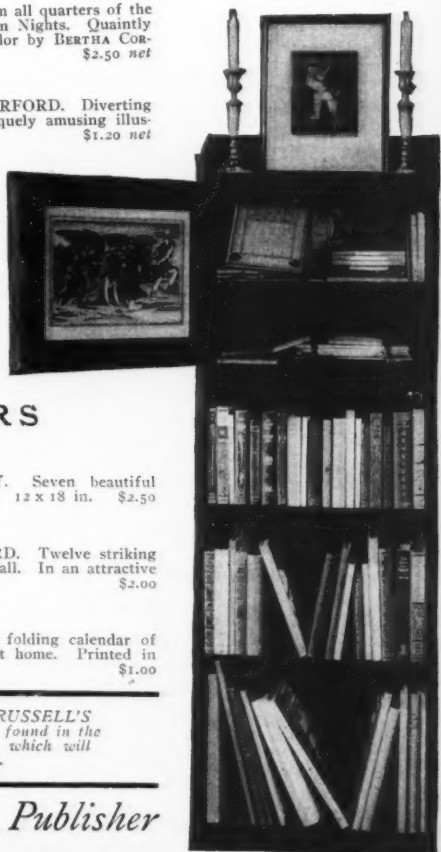 m all quarters of the
n Nights. Quaintly
lor by BERTHA COR-
$2.50 net
ERFORD. Diverting
quely amusing illus-
$1.20 net
RS
Y. Seven beautiful
12 x 18 in. $2.50
RD. Twelve striking
all. In an attractive
$2.00
folding calendar of
t home. Printed in
$1.00
RUSSELL'S
found in the
which will
Publisher